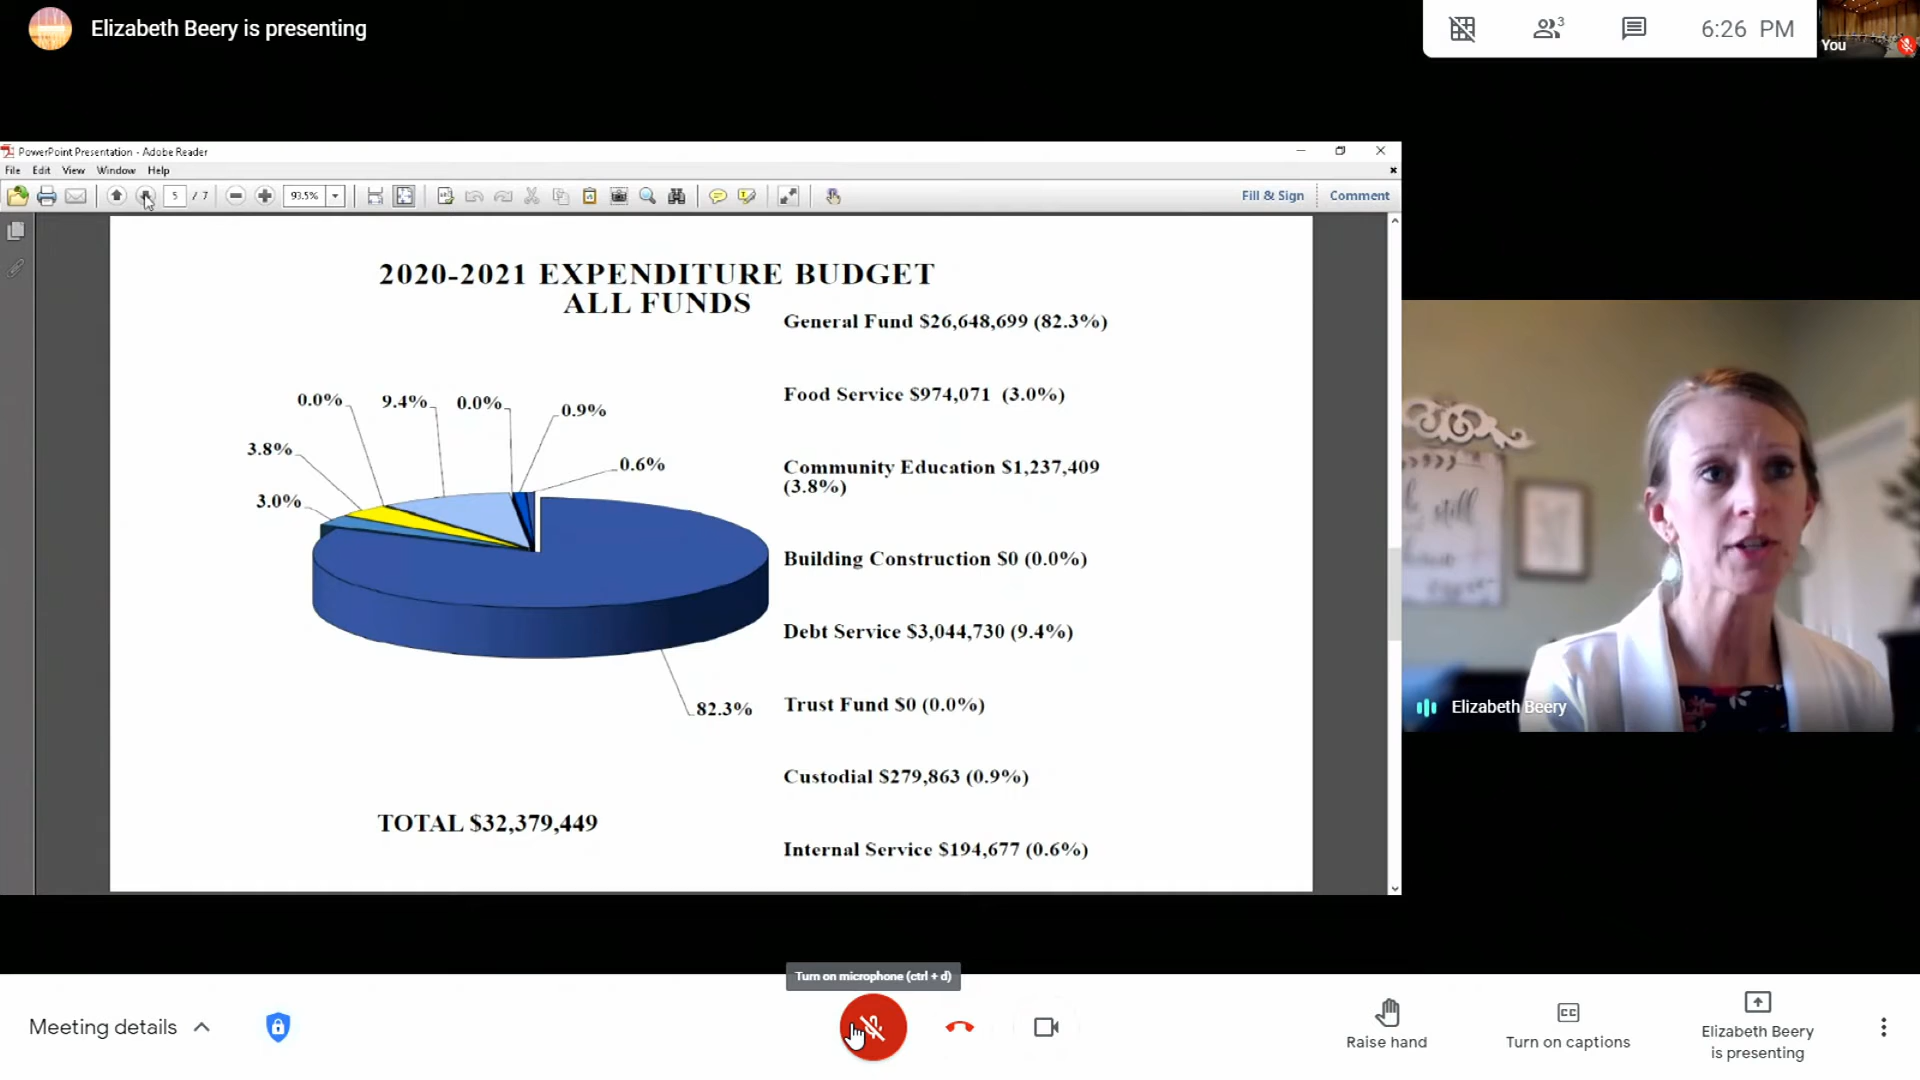 Elizabeth Beery is presenting
3
6:26 PM
You
PowerPoint Presentation - Adobe Reader
File Edit View Window Help
5 / 7
93.5%
Fill & Sign
Comment
2020-2021 EXPENDITURE BUDGET
ALL FUNDS
General Fund $26,648,699 (82.3%)
Food Service $974,071 (3.0%)
Community Education $1,237,409
(3.8%)
Building Construction $0 (0.0%)
Debt Service $3,044,730 (9.4%)
Trust Fund $0 (0.0%)
Custodial $279,863 (0.9%)
Internal Service $194,677 (0.6%)
0.0%
9.4%
0.0%
0.9%
3.8%
0.6%
3.0%
82.3%
TOTAL $32,379,449
still
Elizabeth Beery
Turn on microphone (ctrl + d)
Meeting details
Raise hand
CC
Turn on captions
Elizabeth Beery
is presenting